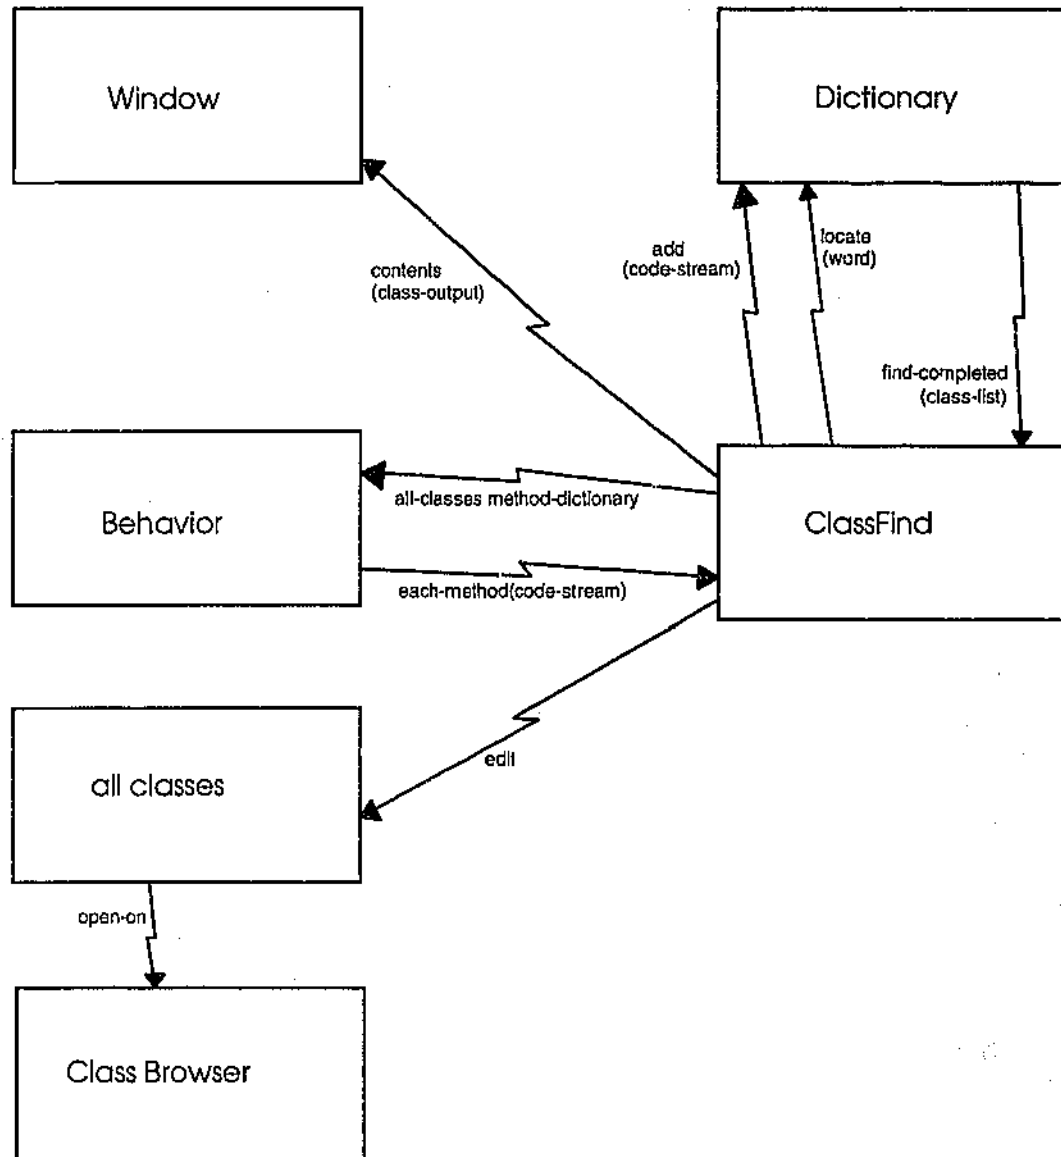 Window
Dictionary
contents
(class-output)
add
(code-stream)
locate
(word)
find-completed
(class-list)
Behavior
all-classes method-dictionary
each-method(code-stream)
ClassFind
all classes
edit
open-on
Class Browser